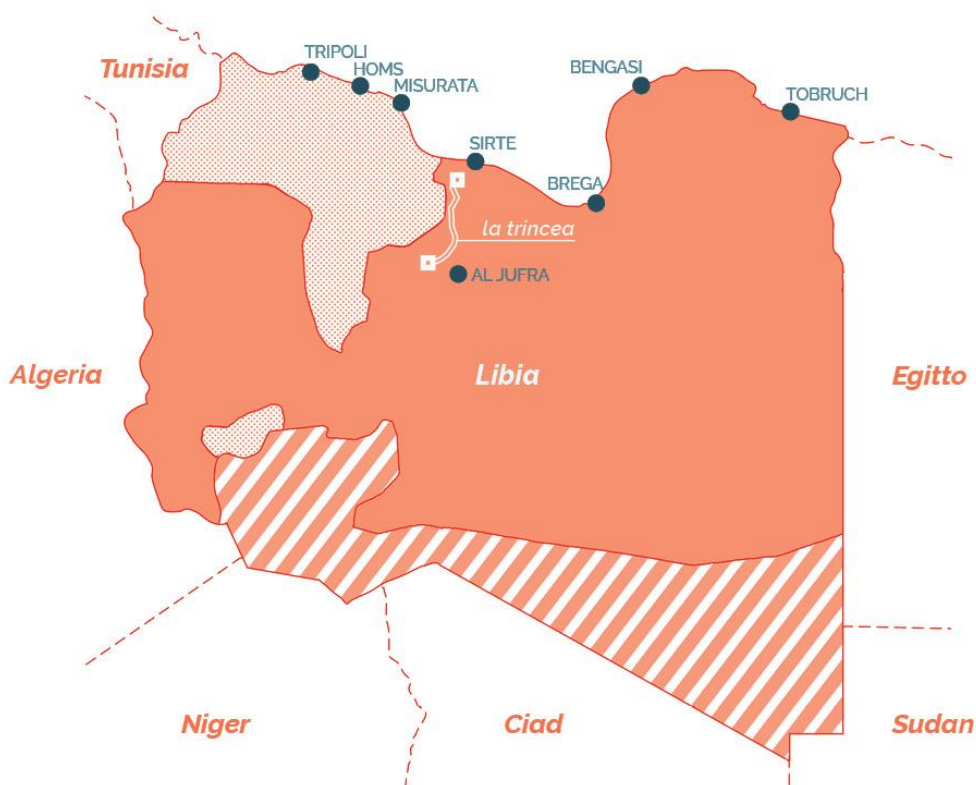 Tunisia
TRIPOLI
HOMS
MISURATA
BENGASI
TOBRUCH
SIRTE
BREGA
la trincea
AL JUFRA
Algeria
Libia
Egitto
Niger
Ciad
Sudan